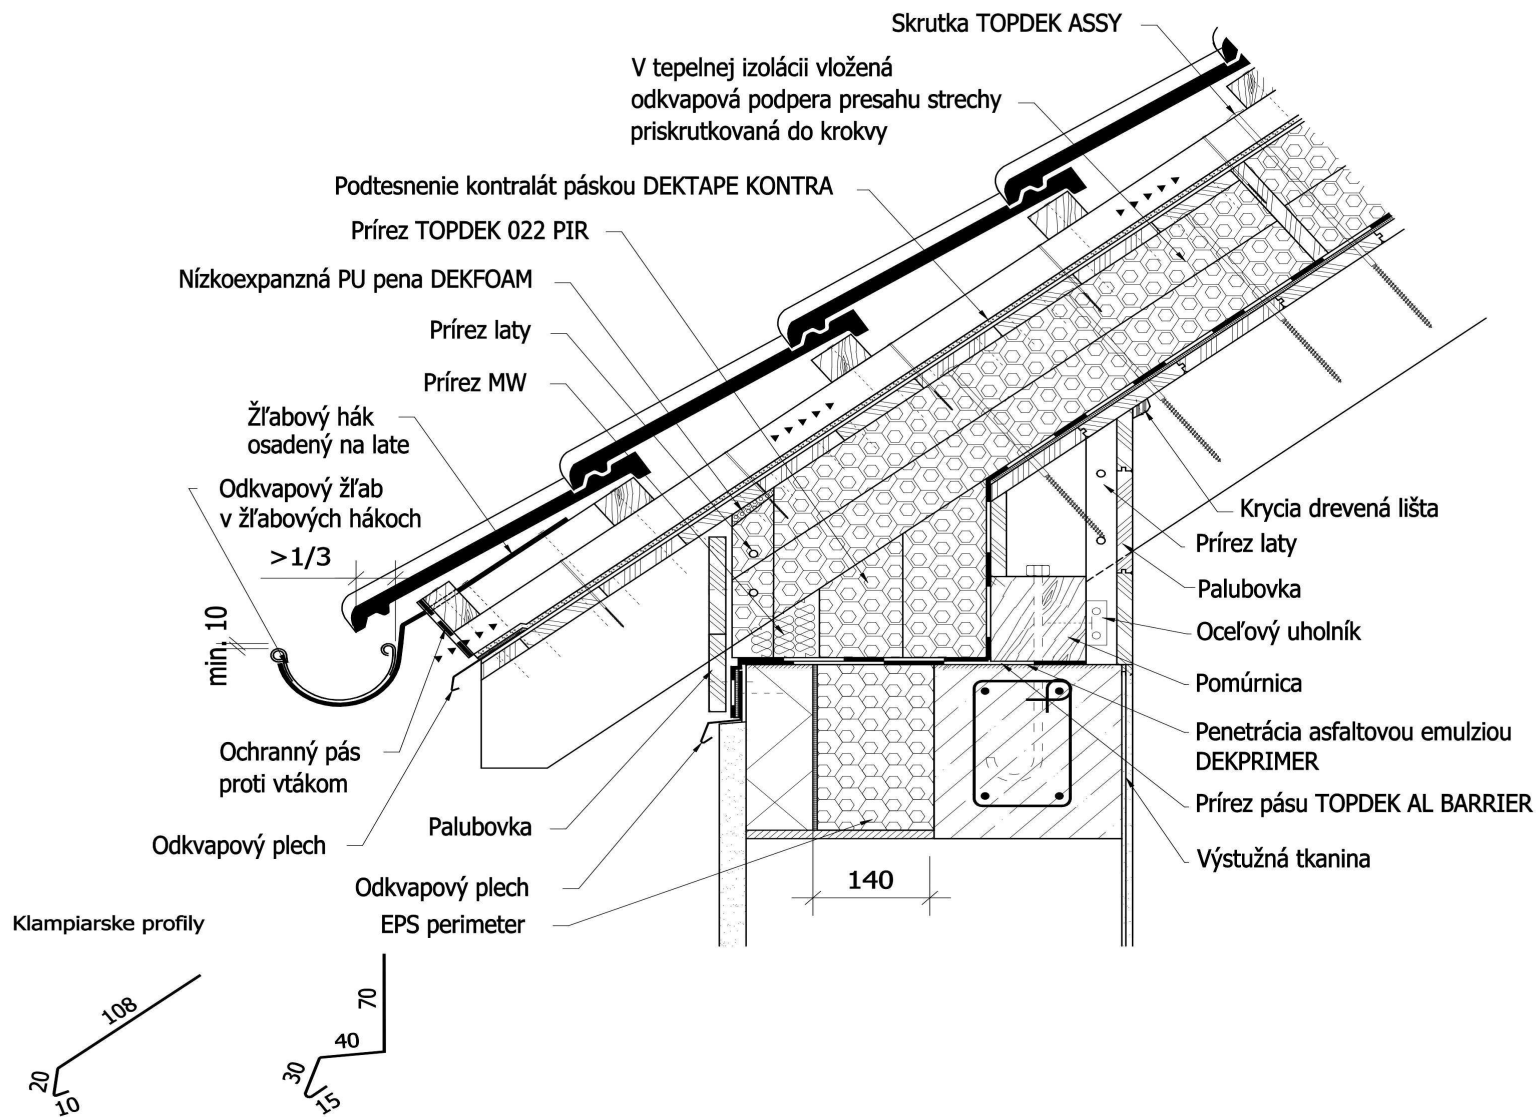 Skrutka TOPDEK ASSY
V tepelnej izolácii vložená
odkvapová podpera presahu strechy
priskrutkovaná do krokvy
Podtesnenie kontralát páskou DEKTAPE KONTRA
Prírez TOPDEK 022 PIR
Nízkoexpanzná PU pena DEKFOAM
Prírez laty
Prírez MW
Žľabový hák
osadený na late
Odkvapový žľab
v žľabových hákoch
>1/3
min. 10
Ochranný pás
proti vtákom
Palubovka
Odkvapový plech
Odkvapový plech
EPS perimeter
140
Krycia drevená lišta
Prírez laty
Palubovka
Oceľový uholník
Pomúrnica
Penetrácia asfaltovou emulziou
DEKPRIMER
Prírez pásu TOPDEK AL BARRIER
Výstužná tkanina
Klampiarske profily
108
20
10
70
40
30
15